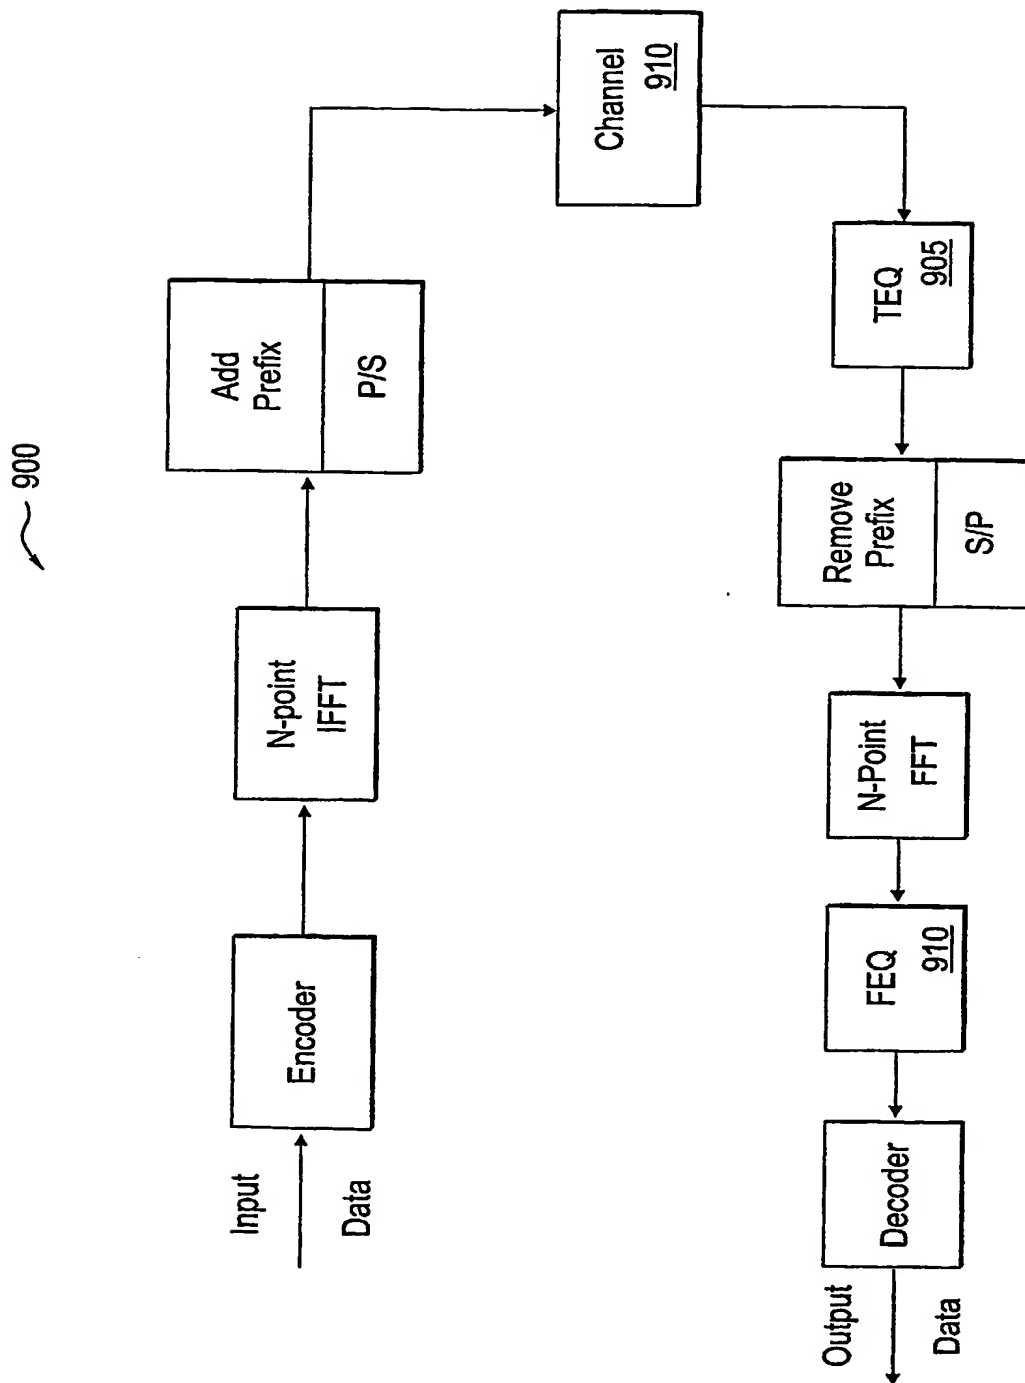 900
Input
Data
Encoder
N-point
IFFT
Add
Prefix
P/S
Channel
910
TEQ
905
Remove
Prefix
S/P
N-Point
FFT
FEQ
910
Decoder
Output
Data